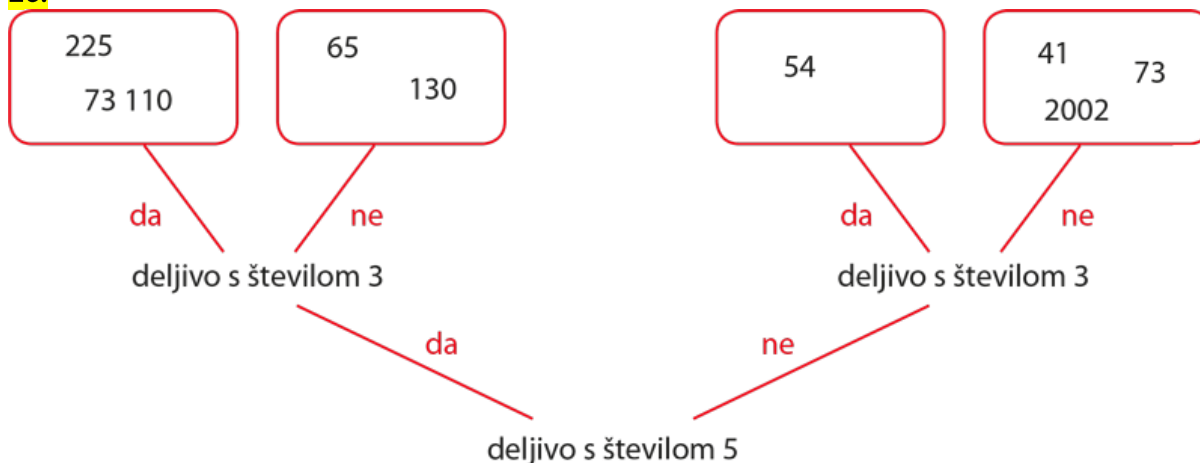 225
73 110
65
130
54
41
73
2002
da
ne
da
ne
deljivo s številom 3
deljivo s številom 3
da
ne
deljivo s številom 5